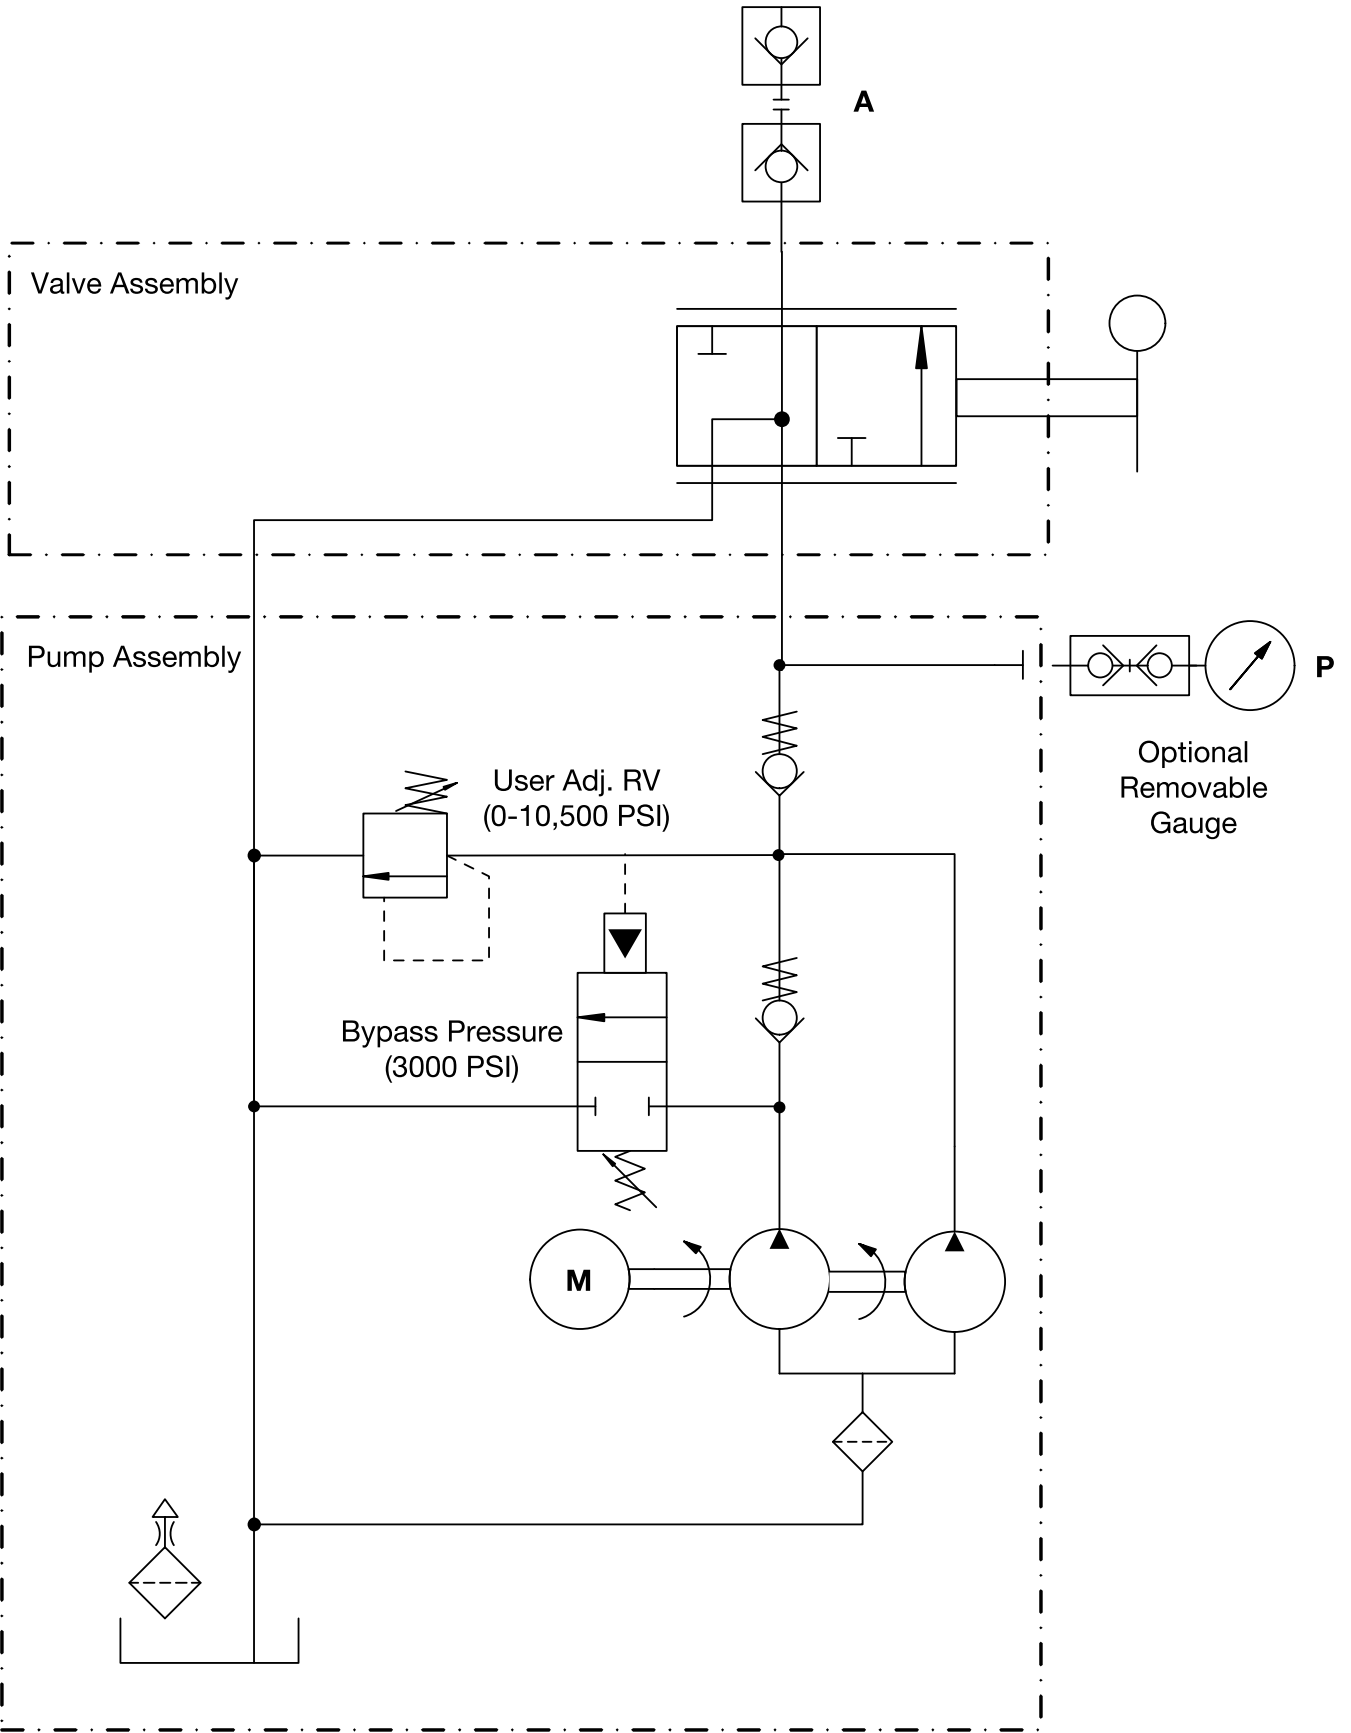 A
Valve Assembly
Pump Assembly
P
Optional
Removable
Gauge
User Adj. RV
(0-10,500 PSI)
Bypass Pressure
(3000 PSI)
M